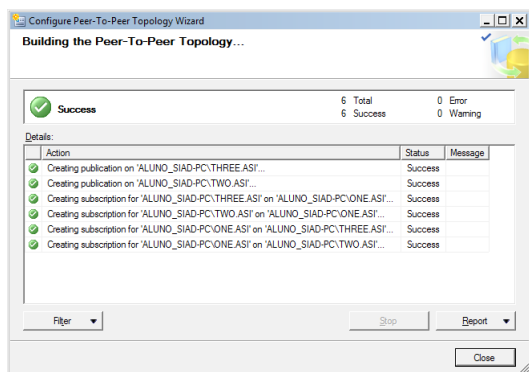 Configure Peer-To-Peer Topology Wizard
Building the Peer-To-Peer Topology...
Success
6 Total
0 Error
6 Success
0 Warning
Details:
Action Status Message
Creating publication on 'ALUNO_SIAD-PC\THREE.ASI'... Success
Creating publication on 'ALUNO_SIAD-PC\TWO.ASI'... Success
Creating subscription for 'ALUNO_SIAD-PC\THREE.ASI' on 'ALUNO_SIAD-PC\ONE.ASI'... Success
Creating subscription for 'ALUNO_SIAD-PC\TWO.ASI' on 'ALUNO_SIAD-PC\ONE.ASI'... Success
Creating subscription for 'ALUNO_SIAD-PC\ONE.ASI' on 'ALUNO_SIAD-PC\THREE.ASI'... Success
Creating subscription for 'ALUNO_SIAD-PC\ONE.ASI' on 'ALUNO_SIAD-PC\TWO.ASI'... Success
Filter
Stop
Report
Close